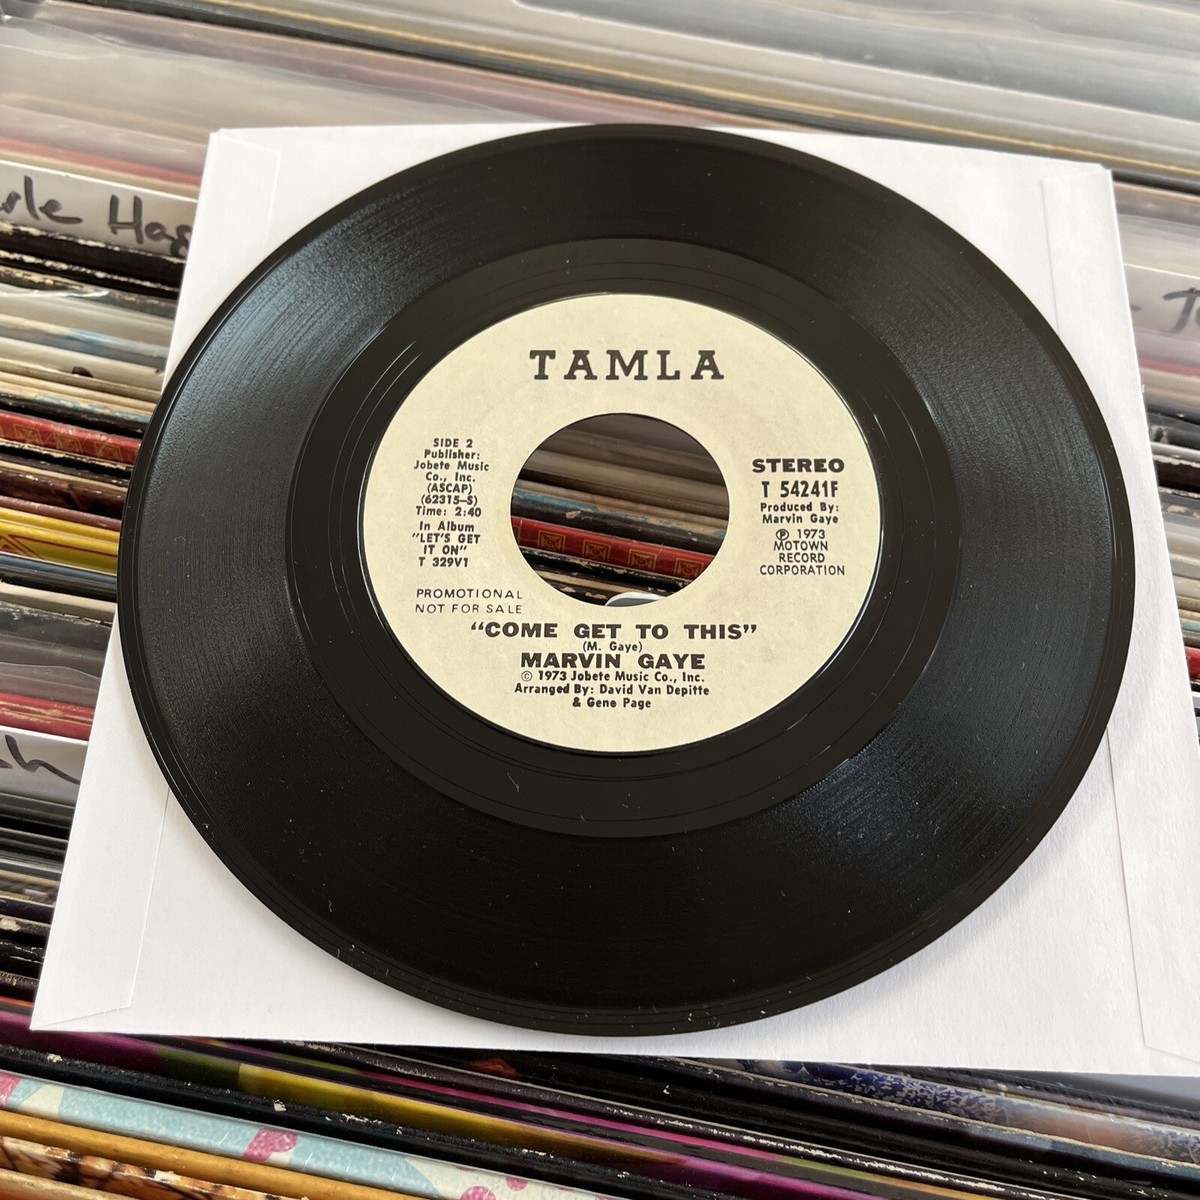 TAMLA
SIDE 2
Publisher:
Jobete Music
Co., Inc.
(ASCAP)
(62315-S)
Time: 2:40
In Album
"LET'S GET
IT ON"
T 329V1
STEREO
T 54241F
Produced By:
Marvin Gaye
℗ 1973
MOTOWN
RECORD
CORPORATION
PROMOTIONAL
NOT FOR SALE
"COME GET TO THIS"
(M. Gaye)
MARVIN GAYE
© 1973 Jobete Music Co., Inc.
Arranged By: David Van Depitte
& Gene Page